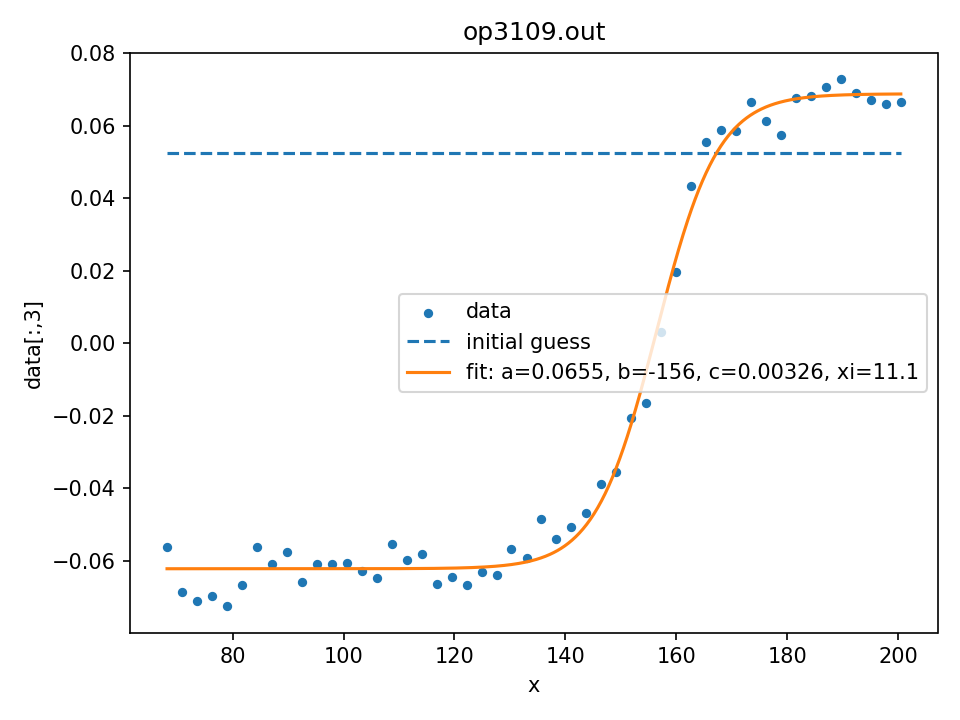 op3109.out
0.08
0.06
0.04
0.02
0.00
−0.02
−0.04
−0.06
data[:,3]
data
initial guess
fit: a=0.0655, b=-156, c=0.00326, xi=11.1
80 100 120 140 160 180 200
x